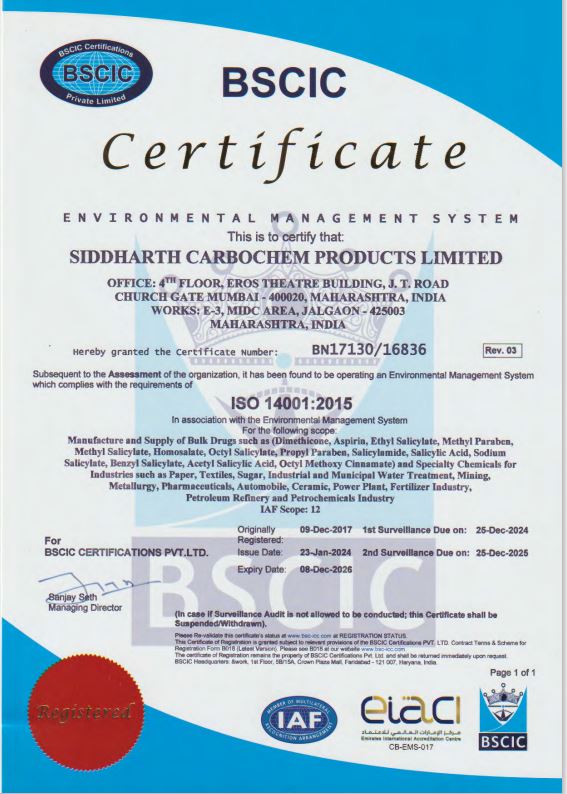 BSCIC Certifications
BSCIC
Private Limited
BSCIC
Certificate
ENVIRONMENTAL MANAGEMENT SYSTEM
This is to certify that:
SIDDHARTH CARBOCHEM PRODUCTS LIMITED
OFFICE: 4TH FLOOR, EROS THEATRE BUILDING, J. T. ROAD
CHURCH GATE MUMBAI - 400020, MAHARASHTRA, INDIA
WORKS: E-3, MIDC AREA, JALGAON - 425003
MAHARASHTRA, INDIA
Hereby granted the Certificate Number: BN17130/16836 Rev. 03
Subsequent to the Assessment of the organization, it has been found to be operating an Environmental Management System
which complies with the requirements of
ISO 14001:2015
In association with the Environmental Management System
For the following scope:
Manufacture and Supply of Bulk Drugs such as (Dimethicone, Aspirin, Ethyl Salicylate, Methyl Paraben,
Methyl Salicylate, Homosalate, Octyl Salicylate, Propyl Paraben, Salicylamide, Salicylic Acid, Sodium
Salicylate, Benzyl Salicylate, Acetyl Salicylic Acid, Octyl Methoxy Cinnamate) and Specialty Chemicals for
Industries such as Paper, Textiles, Sugar, Industrial and Municipal Water Treatment, Mining,
Metallurgy, Pharmaceuticals, Automobile, Ceramic, Power Plant, Fertilizer Industry,
Petroleum Refinery and Petrochemicals Industry
IAF Scope: 12
Originally Registered: 09-Dec-2017 1st Surveillance Due on: 25-Dec-2024
For
BSCIC CERTIFICATIONS PVT.LTD.
Issue Date: 23-Jan-2024 2nd Surveillance Due on: 25-Dec-2025
Expiry Date: 08-Dec-2026
BSCIC
Sanjay Seth
Managing Director
(In case if Surveillance Audit is not allowed to be conducted; this Certificate shall be
Suspended/Withdrawn).
Please Re-validate this certificate's status at www.bsc-icc.com at REGISTRATION STATUS.
This Certificate of Registration is granted subject to relevant provisions of the BSCIC Certifications PVT. LTD. Contract Terms & Scheme for
Registration Form B018 (Latest Version). Please see B018 at our website www.bsc-icc.com
The certificate of Registration remains the property of BSCIC Certifications Pvt. Ltd. and shall be returned immediately upon request.
BSCIC Headquarters: 8work, 1st Floor, 5B/15A, Crown Plaza Mall, Faridabad - 121 007, Haryana, India.
Page 1 of 1
Registered
MEMBER OF MULTILATERAL
IAF
RECOGNITION ARRANGEMENT
eiaci
مركز الإمارات العالمي للاعتماد
Emirates International Accreditation Centre
CB-EMS-017
BSCIC